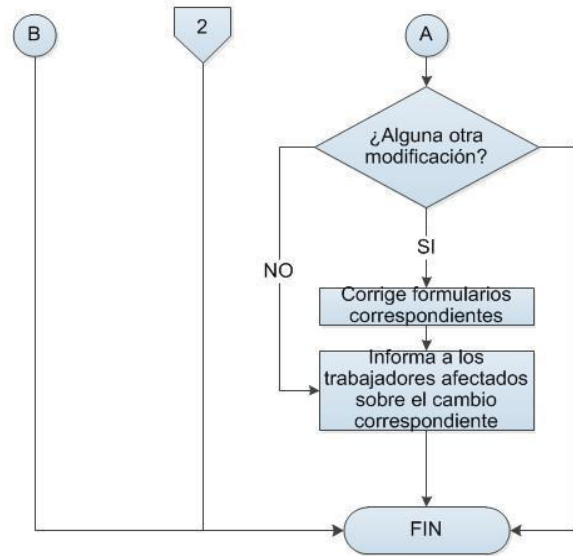 B
2
A
¿Alguna otra
modificación?
SI
NO
Corrige formularios
correspondientes
Informa a los
trabajadores afectados
sobre el cambio
correspondiente
FIN